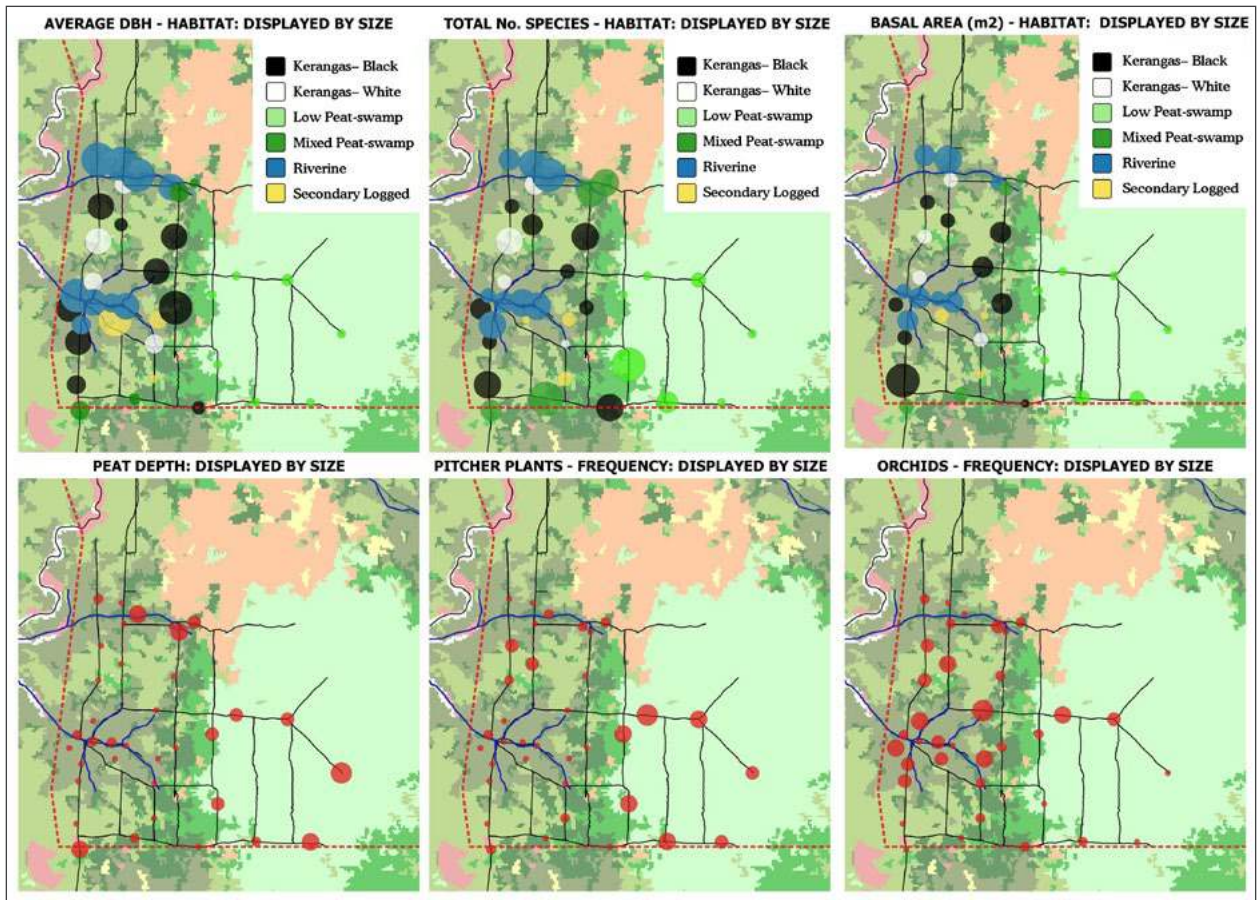 AVERAGE DBH - HABITAT: DISPLAYED BY SIZE
Kerangas– Black
Kerangas– White
Low Peat-swamp
Mixed Peat-swamp
Riverine
Secondary Logged
TOTAL No. SPECIES - HABITAT: DISPLAYED BY SIZE
Kerangas– Black
Kerangas– White
Low Peat-swamp
Mixed Peat-swamp
Riverine
Secondary Logged
BASAL AREA (m2) - HABITAT: DISPLAYED BY SIZE
Kerangas– Black
Kerangas– White
Low Peat-swamp
Mixed Peat-swamp
Riverine
Secondary Logged
PEAT DEPTH: DISPLAYED BY SIZE
PITCHER PLANTS - FREQUENCY: DISPLAYED BY SIZE
ORCHIDS - FREQUENCY: DISPLAYED BY SIZE